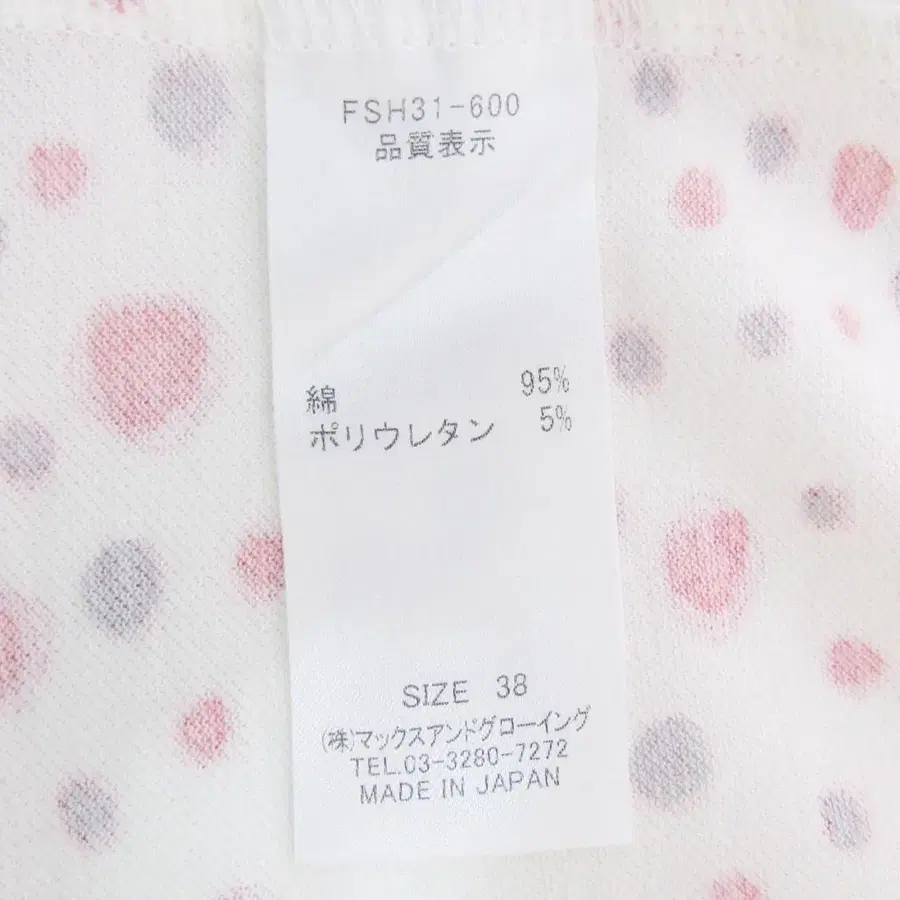 FSH31-600
品質表示
綿 95%
ポリウレタン 5%
SIZE 38
(株)マックスアンドグローイング
TEL.03-3280-7272
MADE IN JAPAN